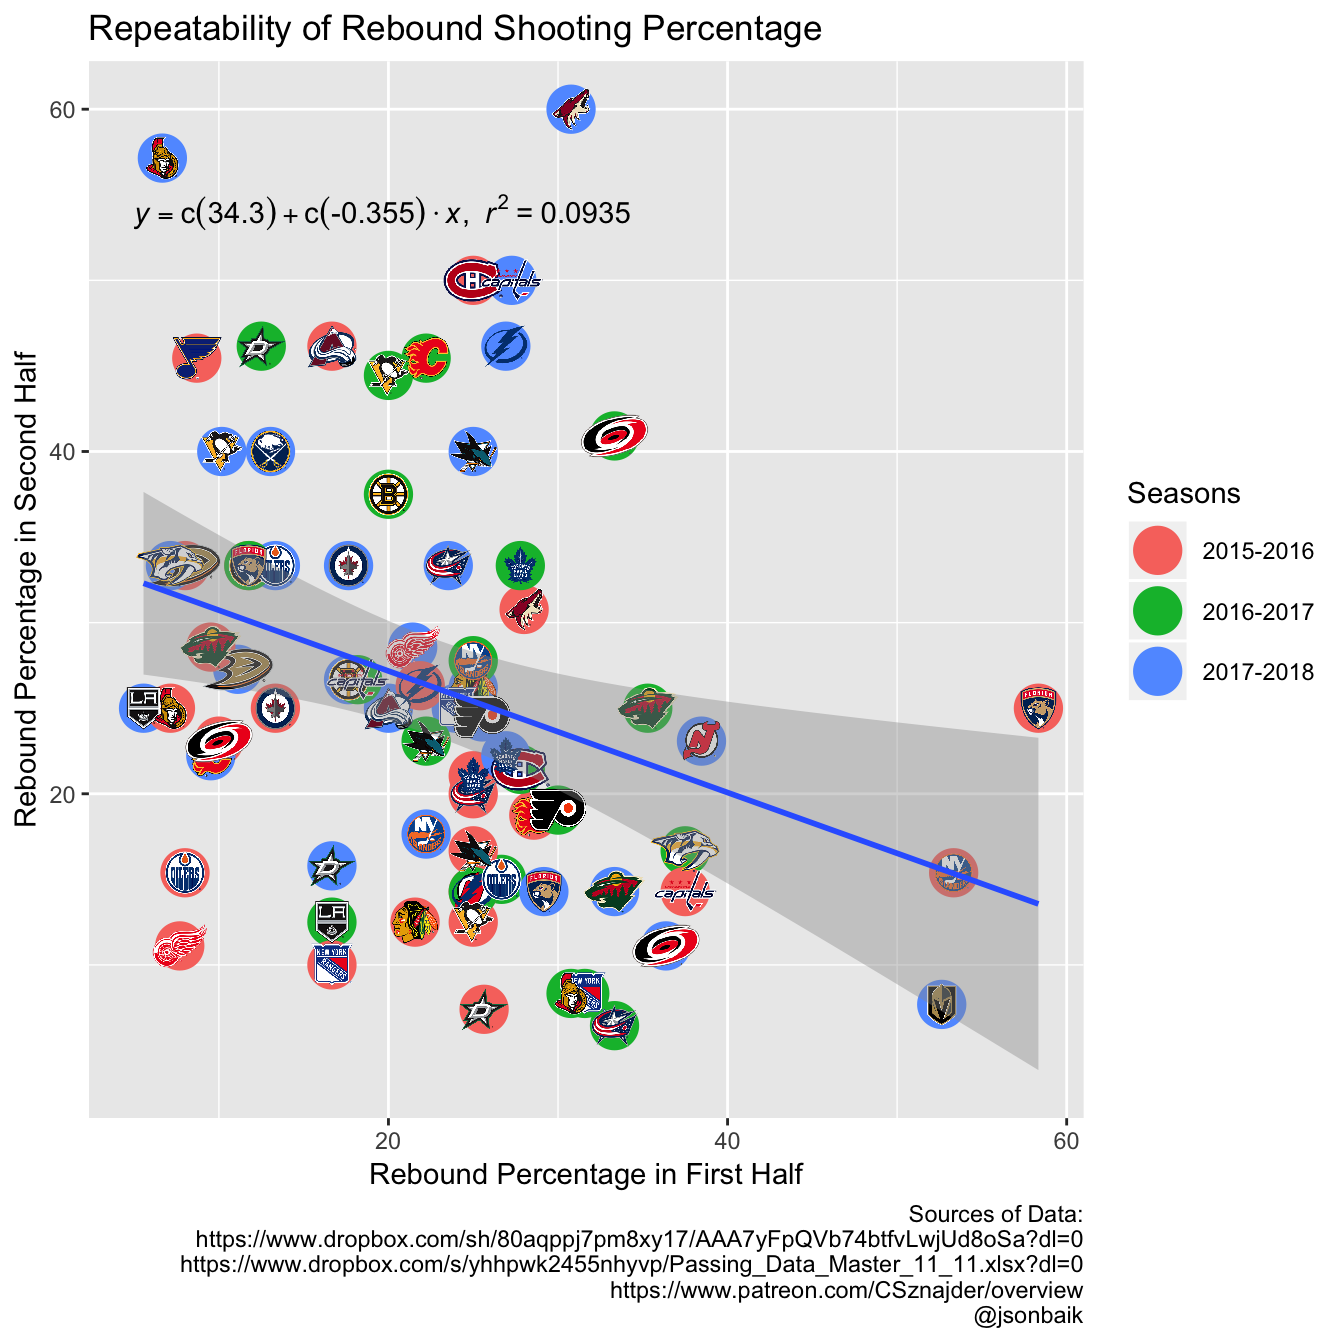 Repeatability of Rebound Shooting Percentage
60
y = c(34.3) + c(-0.355) · x, r² = 0.0935
40
20
Rebound Percentage in Second Half
20
40
60
Rebound Percentage in First Half
Seasons
2015-2016
2016-2017
2017-2018
Sources of Data:
https://www.dropbox.com/sh/80aqppj7pm8xy17/AAA7yFpQVb74btfvLwjUd8oSa?dl=0
https://www.dropbox.com/s/yhhpwk2455nhyvp/Passing_Data_Master_11_11.xlsx?dl=0
https://www.patreon.com/CSznajder/overview
@jsonbaik